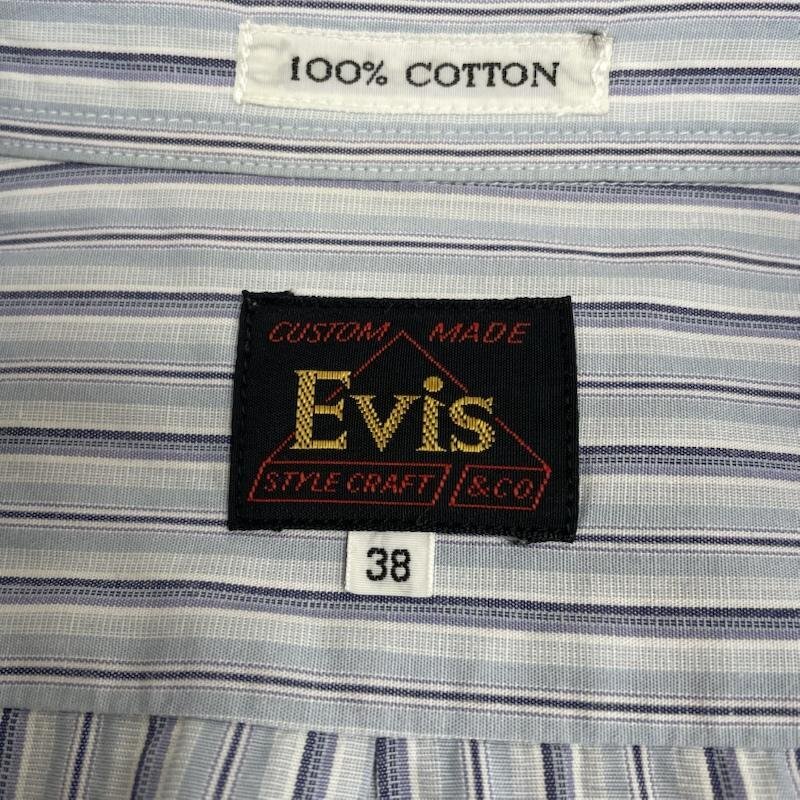 100% COTTON
CUSTOM MADE
Evis
STYLE CRAFT & CO.
38